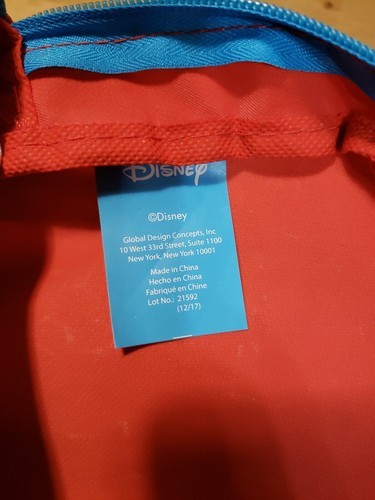 Disney
©Disney
Global Design Concepts, Inc
10 West 33rd Street, Suite 1100
New York, New York 10001
Made in China
Hecho en China
Fabriqué en Chine
Lot No.: 21592
(12/17)